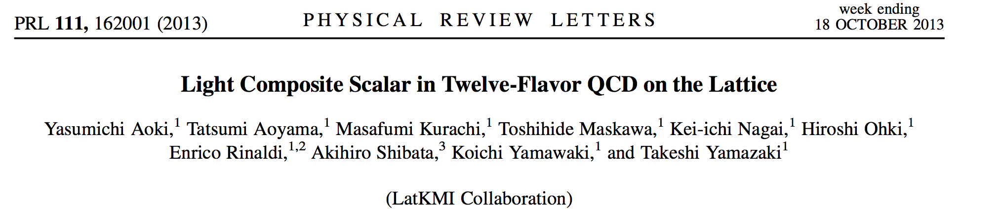 PRL 111, 162001 (2013)
PHYSICAL REVIEW LETTERS
week ending
18 OCTOBER 2013
Light Composite Scalar in Twelve-Flavor QCD on the Lattice
Yasumichi Aoki,1 Tatsumi Aoyama,1 Masafumi Kurachi,1 Toshihide Maskawa,1 Kei-ichi Nagai,1 Hiroshi Ohki,1
Enrico Rinaldi,1,2 Akihiro Shibata,3 Koichi Yamawaki,1 and Takeshi Yamazaki1
(LatKMI Collaboration)